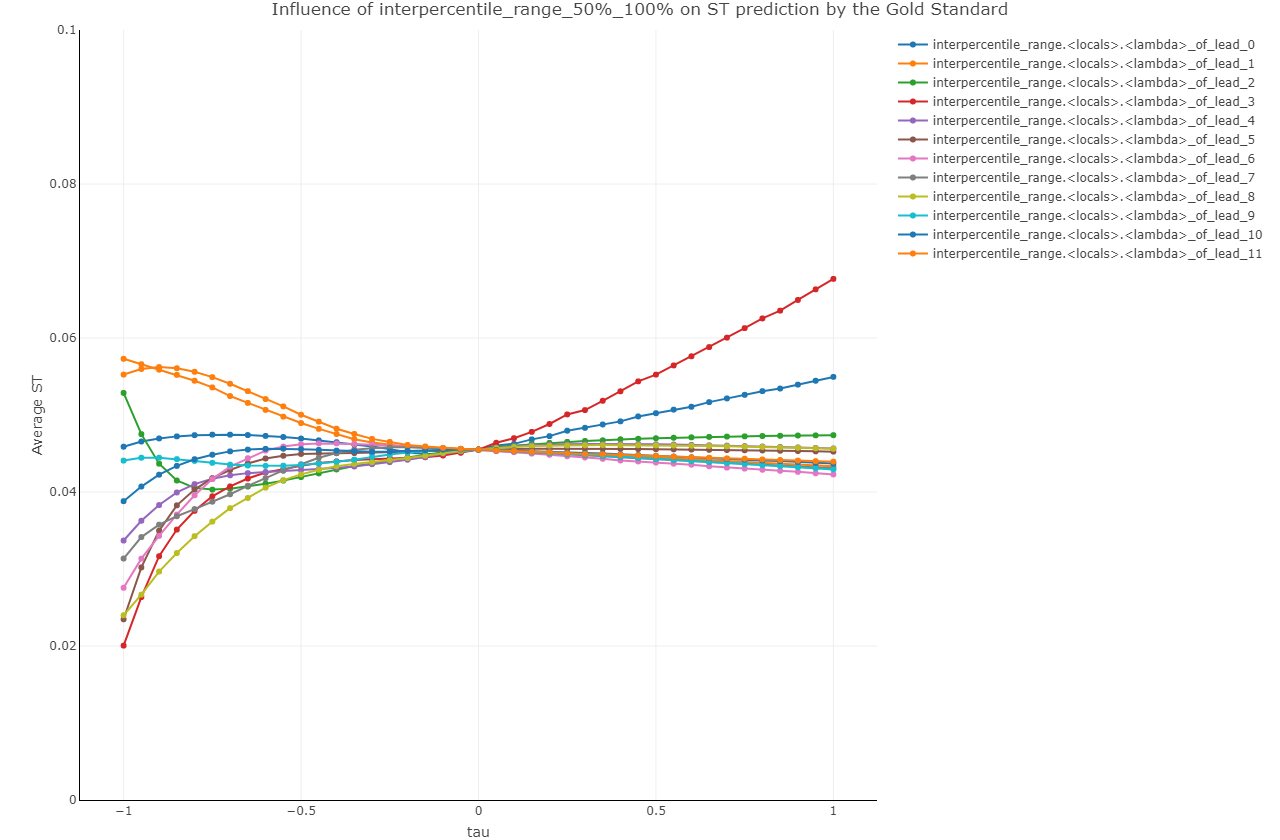 Influence of interpercentile_range_50%_100% on ST prediction by the Gold Standard
0.1
0.08
0.06
0.04
0.02
0
Average ST
−1
−0.5
0
0.5
1
tau
interpercentile_range.<locals>.<lambda>_of_lead_0
interpercentile_range.<locals>.<lambda>_of_lead_1
interpercentile_range.<locals>.<lambda>_of_lead_2
interpercentile_range.<locals>.<lambda>_of_lead_3
interpercentile_range.<locals>.<lambda>_of_lead_4
interpercentile_range.<locals>.<lambda>_of_lead_5
interpercentile_range.<locals>.<lambda>_of_lead_6
interpercentile_range.<locals>.<lambda>_of_lead_7
interpercentile_range.<locals>.<lambda>_of_lead_8
interpercentile_range.<locals>.<lambda>_of_lead_9
interpercentile_range.<locals>.<lambda>_of_lead_10
interpercentile_range.<locals>.<lambda>_of_lead_11